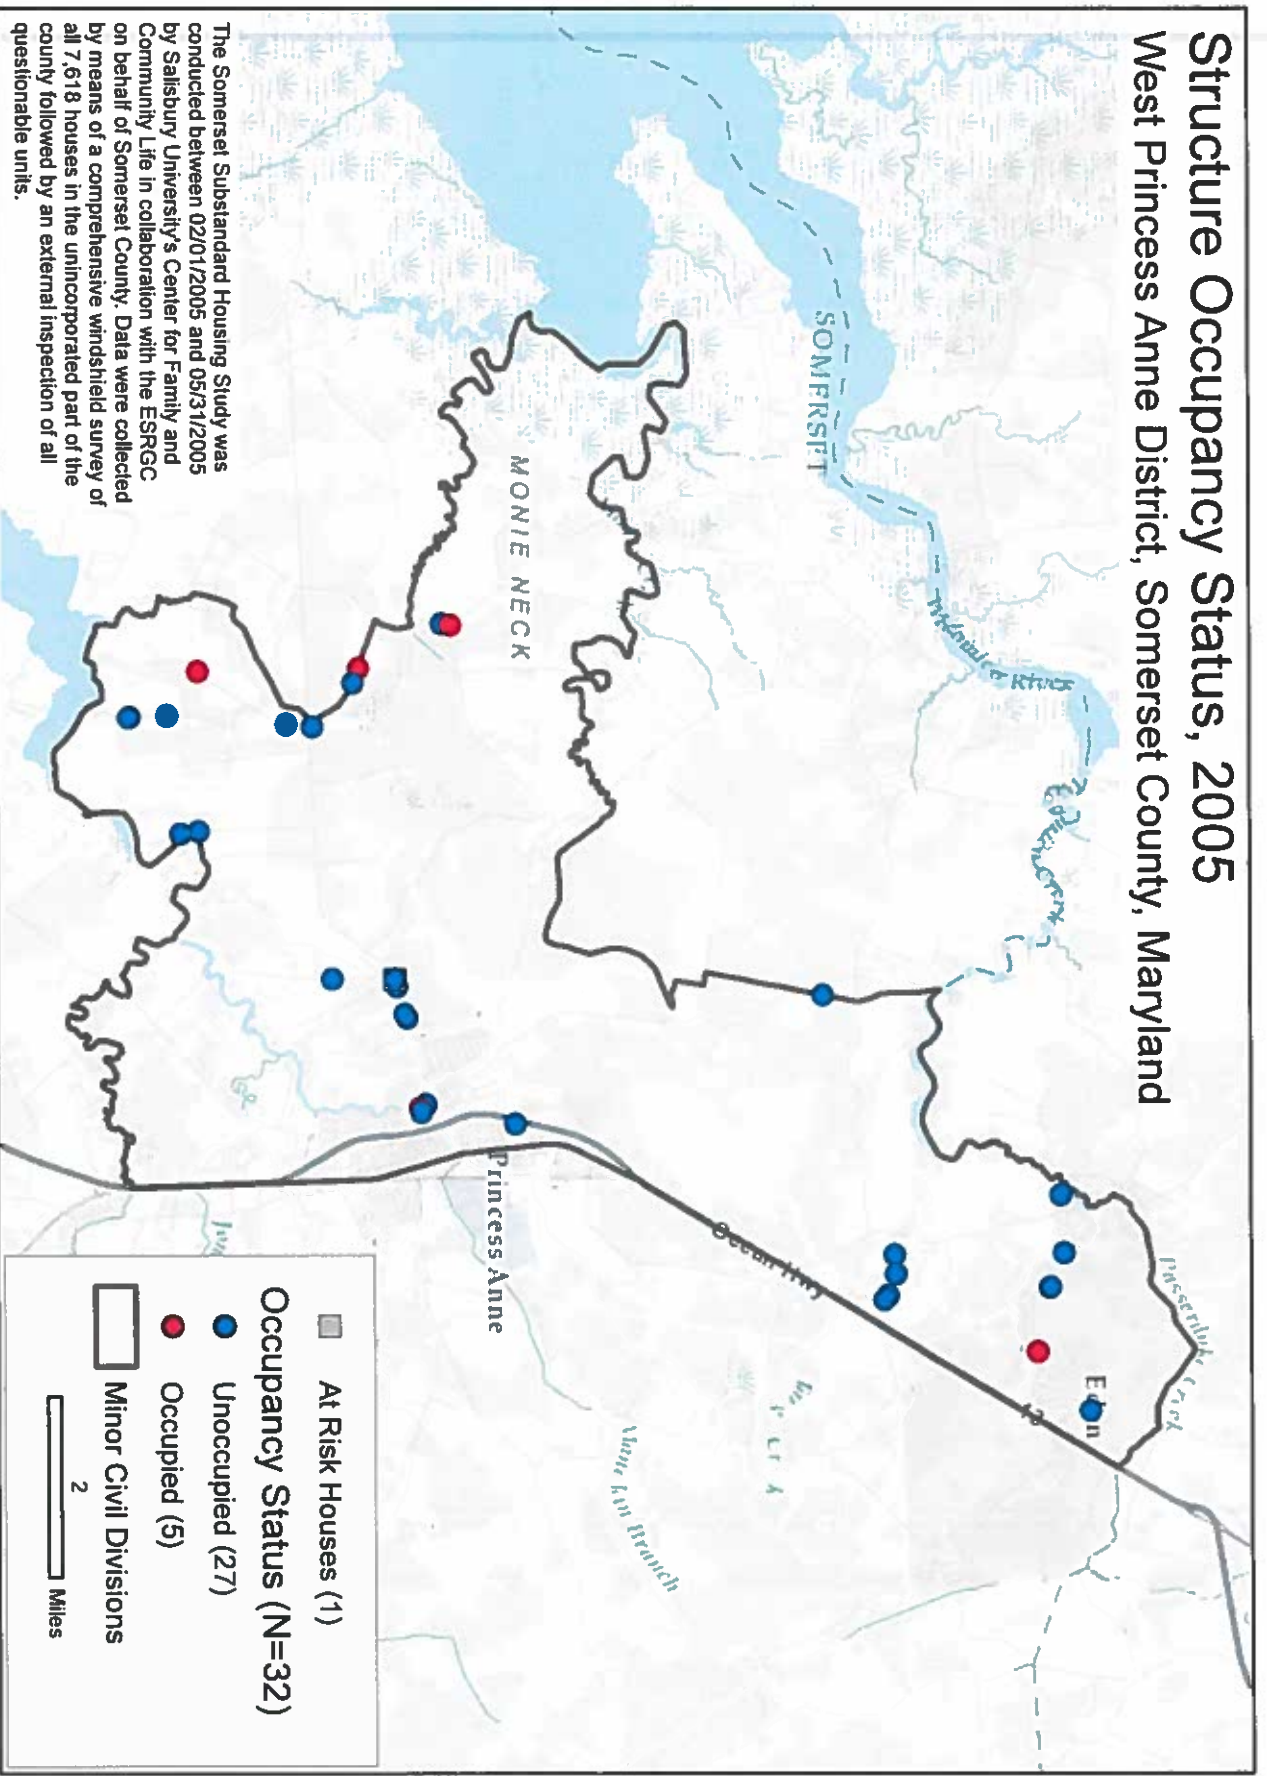 Structure Occupancy Status, 2005
West Princess Anne District, Somerset County, Maryland
SOMERSET
MONIE NECK
Princess Anne
Ocean Hwy
13
Eden
Passerdyke Creek
Branch
The Somerset Substandard Housing Study was
conducted between 02/01/2005 and 05/31/2005
by Salisbury University's Center for Family and
Community Life in collaboration with the ESRGC
on behalf of Somerset County. Data were collected
by means of a comprehensive windshield survey of
all 7,618 houses in the unincorporated part of the
county followed by an external inspection of all
questionable units.
At Risk Houses (1)
Occupancy Status (N=32)
Unoccupied (27)
Occupied (5)
Minor Civil Divisions
2
Miles